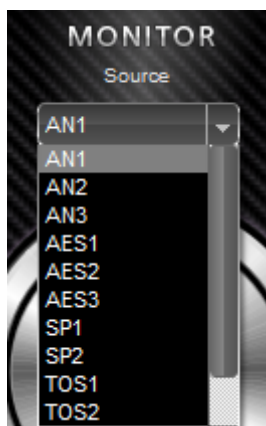 MONITOR
Source
AN1
AN1
AN2
AN3
AES1
AES2
AES3
SP1
SP2
TOS1
TOS2